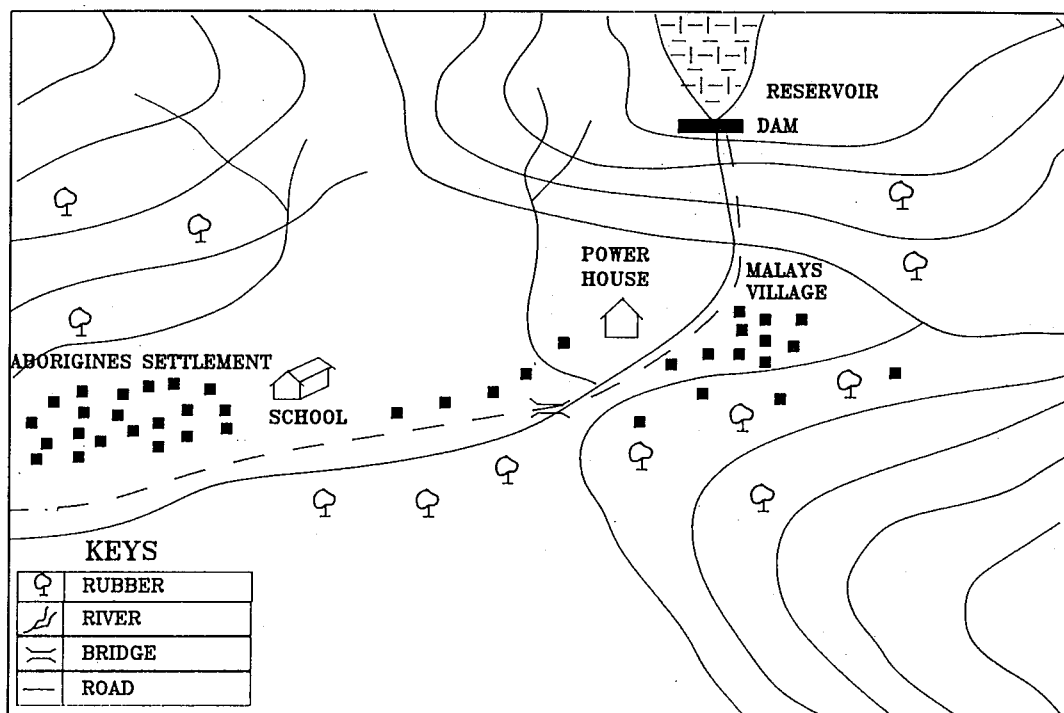 RESERVOIR
DAM
POWER
HOUSE
MALAYS
VILLAGE
ABORIGINES SETTLEMENT
SCHOOL
KEYS
RUBBER
RIVER
BRIDGE
ROAD